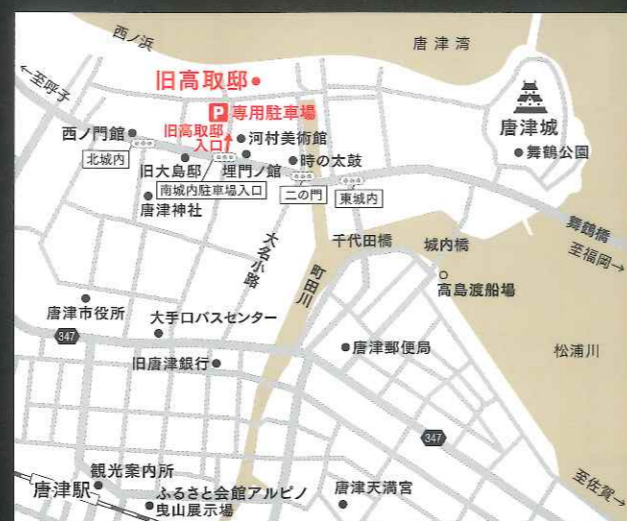 西ノ浜
唐津湾
←至呼子
旧高取邸
P 専用駐車場
旧高取邸
入口
河村美術館
西ノ門館
北城内
旧大島邸
埋門ノ館
時の太鼓
南城内駐車場入口
二の門
東城内
唐津神社
唐津城
舞鶴公園
舞鶴橋
至福岡→
大名小路
千代田橋
城内橋
町田川
高島渡船場
唐津市役所
大手口バスセンター
347
旧唐津銀行
唐津郵便局
松浦川
347
観光案内所
唐津駅
ふるさと会館アルピノ
曳山展示場
唐津天満宮
至佐賀→